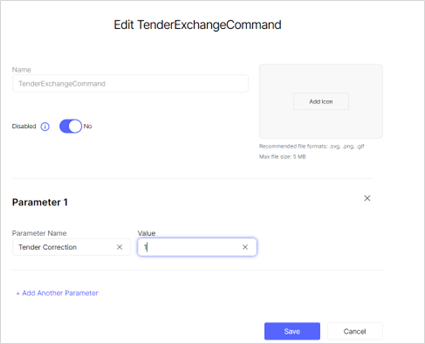 Edit TenderExchangeCommand
Name
TenderExchangeCommand
Add Icon
Disabled
No
Recommended file formats: .svg, .png, .gif
Max file size: 5 MB
Parameter 1
Parameter Name
Value
Tender Correction
1
+ Add Another Parameter
Save
Cancel